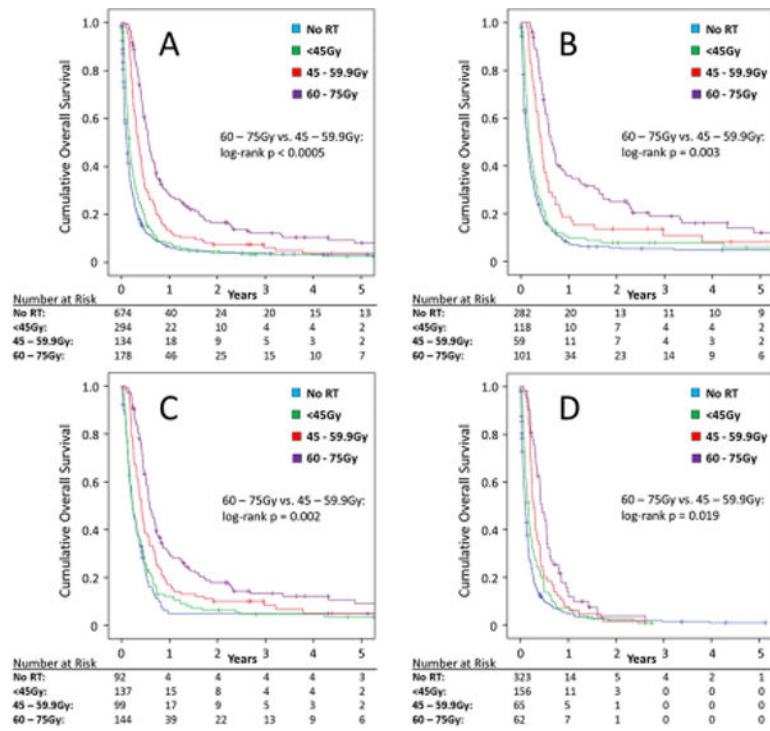 A
No RT
<45Gy
45 - 59.9Gy
60 - 75Gy
60 – 75Gy vs. 45 – 59.9Gy:
log-rank p < 0.0005
Cumulative Overall Survival
1.0
0.8
0.6
0.4
0.2
0
0 1 2 3 4 5
Years
Number at Risk
No RT: 674 40 24 20 15 13
<45Gy: 294 22 10 4 4 2
45 – 59.9Gy: 134 18 9 5 3 2
60 – 75Gy: 178 46 25 15 10 7
B
No RT
<45Gy
45 - 59.9Gy
60 - 75Gy
60 – 75Gy vs. 45 – 59.9Gy:
log-rank p = 0.003
Cumulative Overall Survival
1.0
0.8
0.6
0.4
0.2
0
0 1 2 3 4 5
Years
Number at Risk
No RT: 282 20 13 11 10 9
<45Gy: 118 10 7 4 4 2
45 – 59.9Gy: 59 11 7 4 3 2
60 – 75Gy: 101 34 23 14 9 6
C
No RT
<45Gy
45 - 59.9Gy
60 - 75Gy
60 – 75Gy vs. 45 – 59.9Gy:
log-rank p = 0.002
Cumulative Overall Survival
1.0
0.8
0.6
0.4
0.2
0
0 1 2 3 4 5
Years
Number at Risk
No RT: 92 4 4 4 4 3
<45Gy: 137 15 8 4 4 2
45 – 59.9Gy: 99 17 9 5 3 2
60 – 75Gy: 144 39 22 13 9 6
D
No RT
<45Gy
45 - 59.9Gy
60 - 75Gy
60 – 75Gy vs. 45 – 59.9Gy:
log-rank p = 0.019
Cumulative Overall Survival
1.0
0.8
0.6
0.4
0.2
0
0 1 2 3 4 5
Years
Number at Risk
No RT: 323 14 5 4 2 1
<45Gy: 156 11 3 0 0 0
45 – 59.9Gy: 65 5 1 0 0 0
60 – 75Gy: 62 7 1 0 0 0